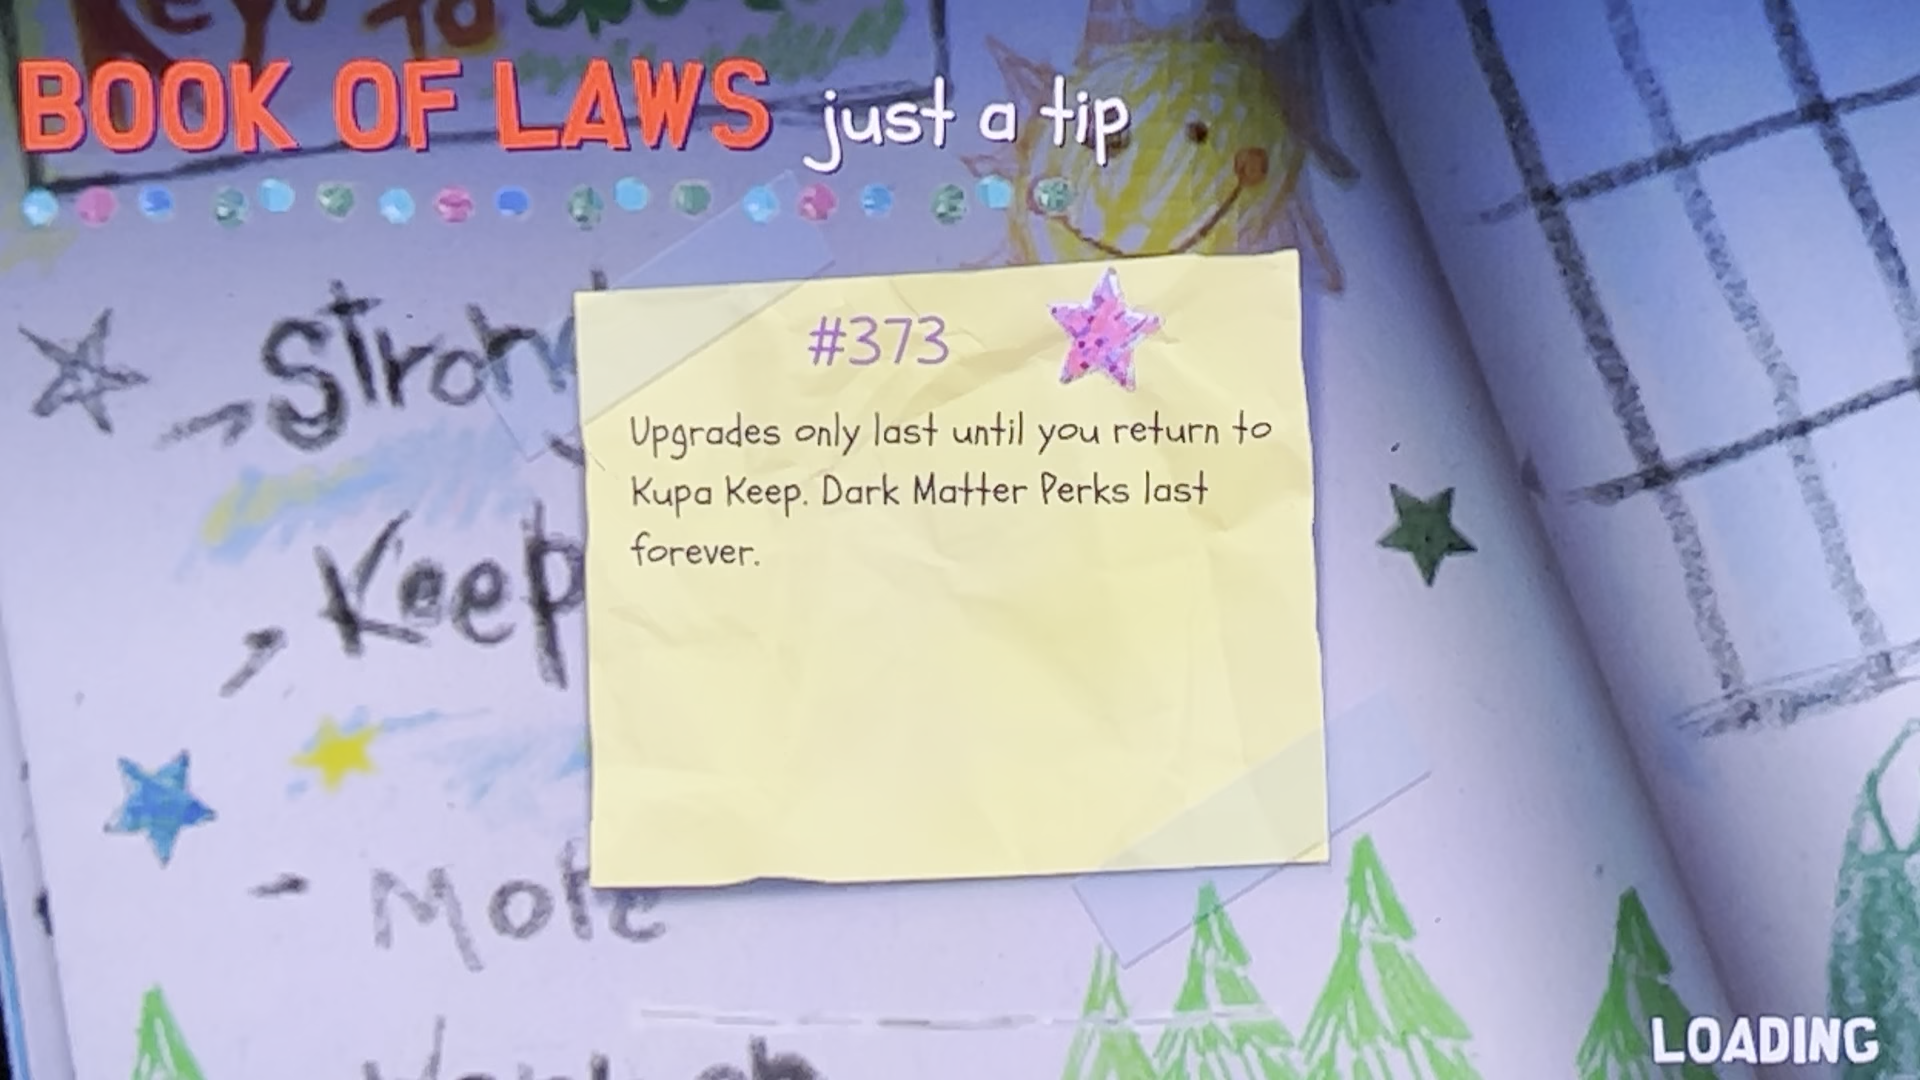 BOOK OF LAWS just a tip
#373
Upgrades only last until you return to
Kupa Keep. Dark Matter Perks last
forever.
Keep
More
LOADING